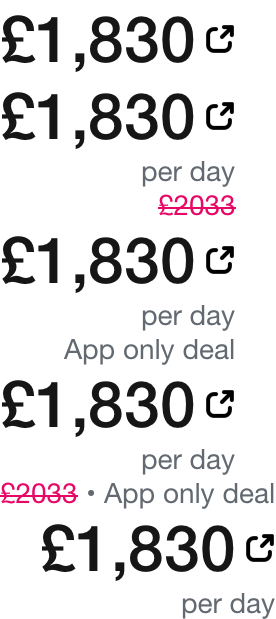 £1,830
£1,830
per day
£2033
£1,830
per day
App only deal
£1,830
per day
£2033 • App only deal
£1,830
per day